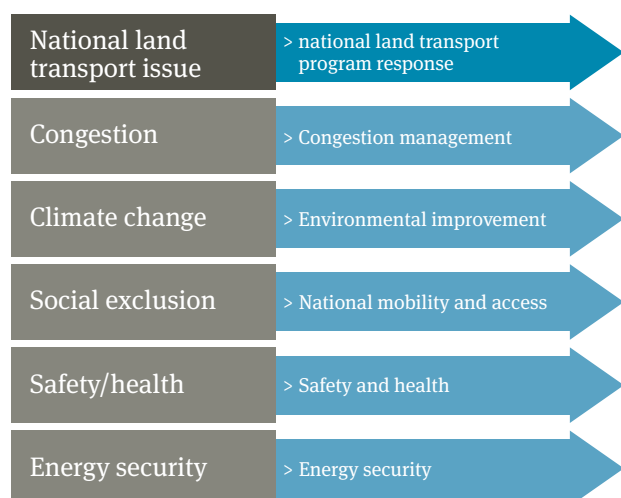 National land
transport issue
> national land transport
program response
Congestion
> Congestion management
Climate change
> Environmental improvement
Social exclusion
> National mobility and access
Safety/health
> Safety and health
Energy security
> Energy security